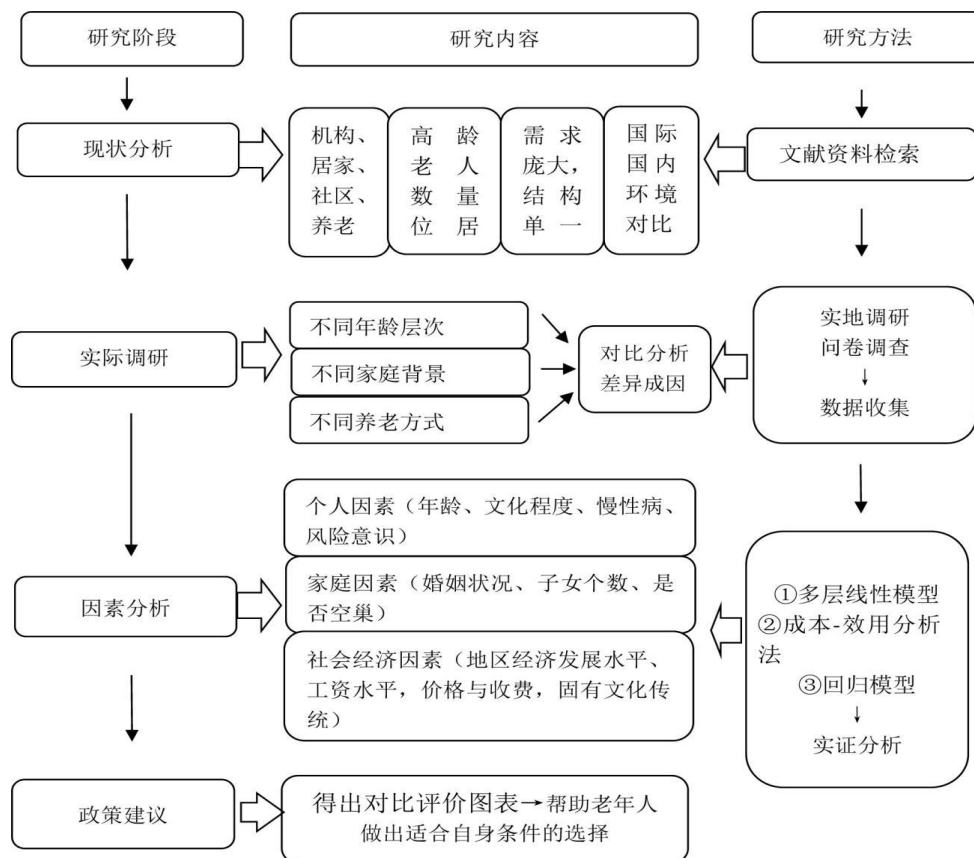 研究阶段
研究内容
研究方法
现状分析
机构、
居家、
社区、
养老
高龄
老人
数量
位居
需求
庞大，
结构
单一
国际
国内
环境
对比
文献资料检索
实际调研
不同年龄层次
不同家庭背景
不同养老方式
对比分析
差异成因
实地调研
问卷调查
↓
数据收集
因素分析
个人因素（年龄、文化程度、慢性病、
风险意识）
家庭因素（婚姻状况、子女个数、是
否空巢）
社会经济因素（地区经济发展水平、
工资水平，价格与收费，固有文化传
统）
①多层线性模型
②成本-效用分析
法
③回归模型
↓
实证分析
政策建议
得出对比评价图表→帮助老年人
做出适合自身条件的选择